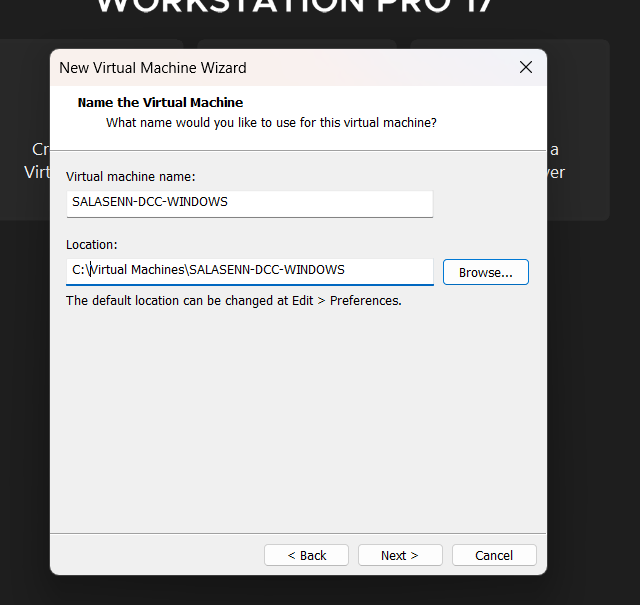 WORKSTATION PRO 17
New Virtual Machine Wizard
Name the Virtual Machine
What name would you like to use for this virtual machine?
Cr
a
Virt
ver
Virtual machine name:
SALASENN-DCC-WINDOWS
Location:
C:\Virtual Machines\SALASENN-DCC-WINDOWS
Browse...
The default location can be changed at Edit > Preferences.
< Back
Next >
Cancel